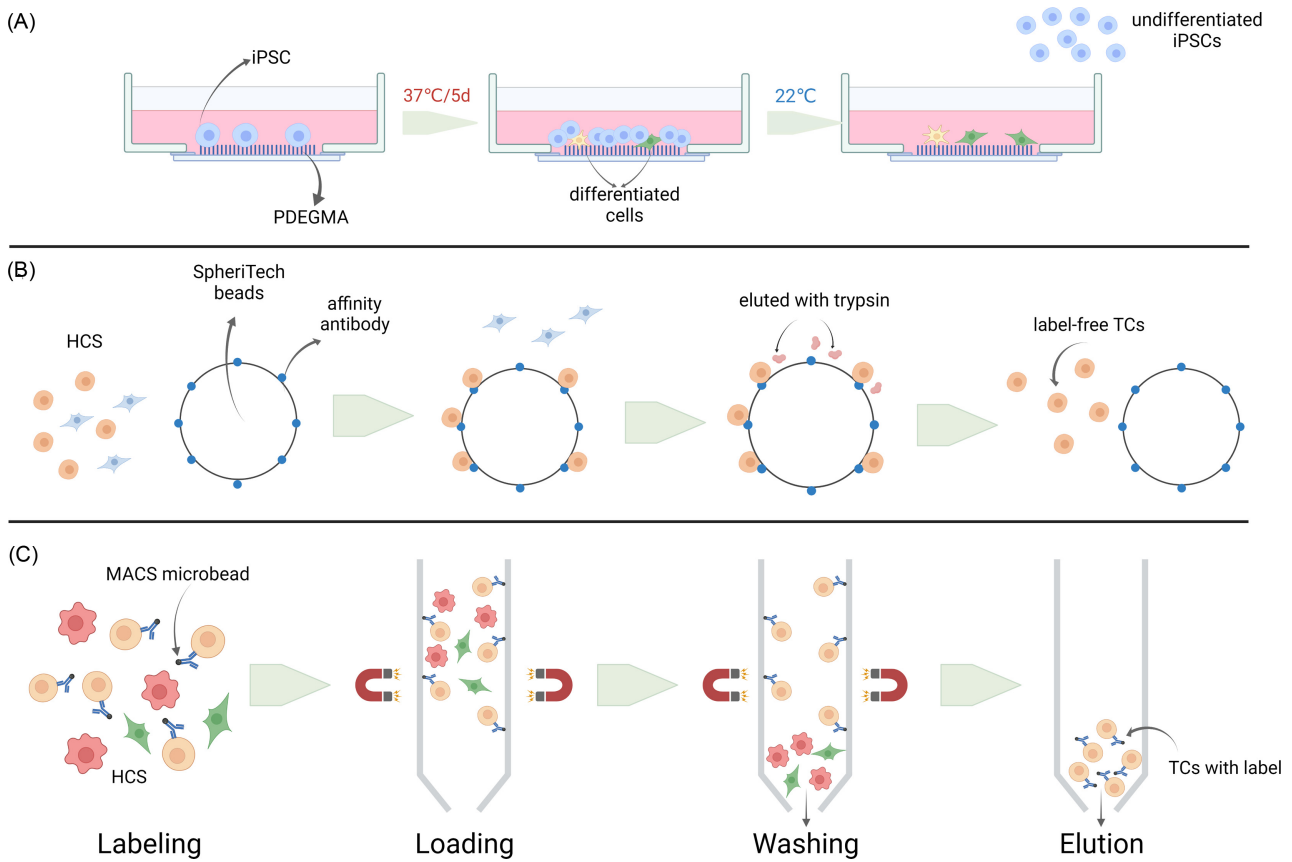 (A)
undifferentiated
iPSCs
iPSC
37℃/5d
22℃
differentiated
cells
PDEGMA
(B)
SpheriTech
beads
affinity
antibody
HCS
eluted with trypsin
label-free TCs
(C)
MACS microbead
HCS
TCs with label
Labeling
Loading
Washing
Elution